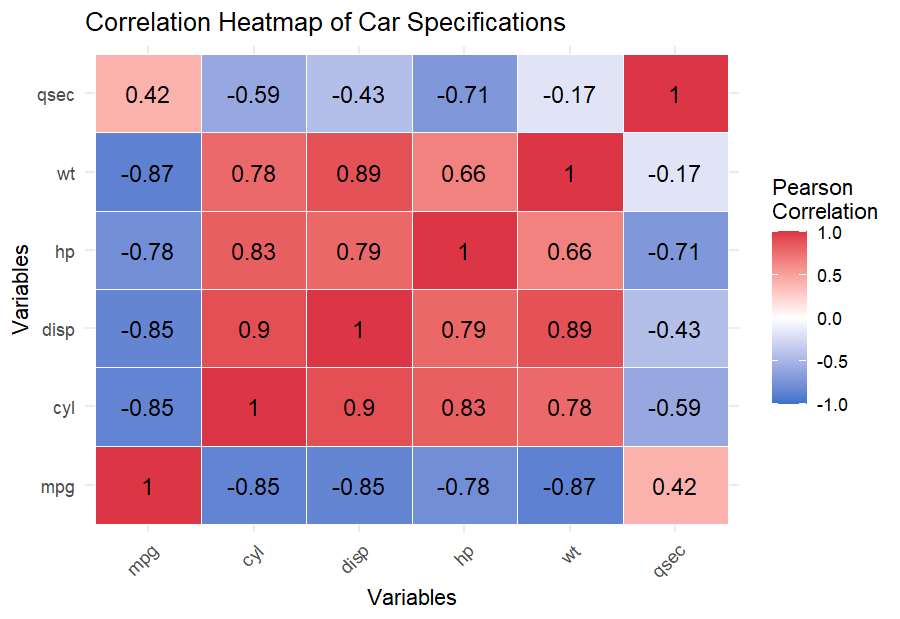 Correlation Heatmap of Car Specifications
qsec 0.42 -0.59 -0.43 -0.71 -0.17 1
wt -0.87 0.78 0.89 0.66 1 -0.17
hp -0.78 0.83 0.79 1 0.66 -0.71
disp -0.85 0.9 1 0.79 0.89 -0.43
cyl -0.85 1 0.9 0.83 0.78 -0.59
mpg 1 -0.85 -0.85 -0.78 -0.87 0.42
mpg cyl disp hp wt qsec
Variables
Variables
Pearson
Correlation
1.0
0.5
0.0
-0.5
-1.0